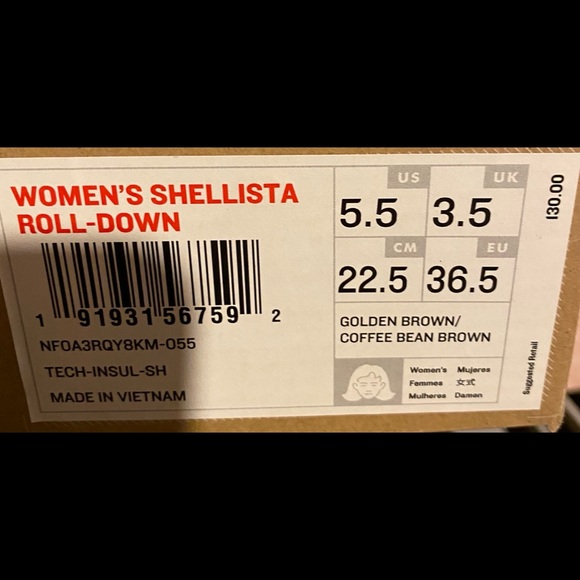 WOMEN'S SHELLISTA
ROLL-DOWN
1 91931 56759 2
NF0A3RQY8KM-055
TECH-INSUL-SH
MADE IN VIETNAM
US
5.5
UK
3.5
CM
22.5
EU
36.5
GOLDEN BROWN/
COFFEE BEAN BROWN
Women's Mujeres
Femmes 女式
Mulheres Damen
130.00
Suggested Retail